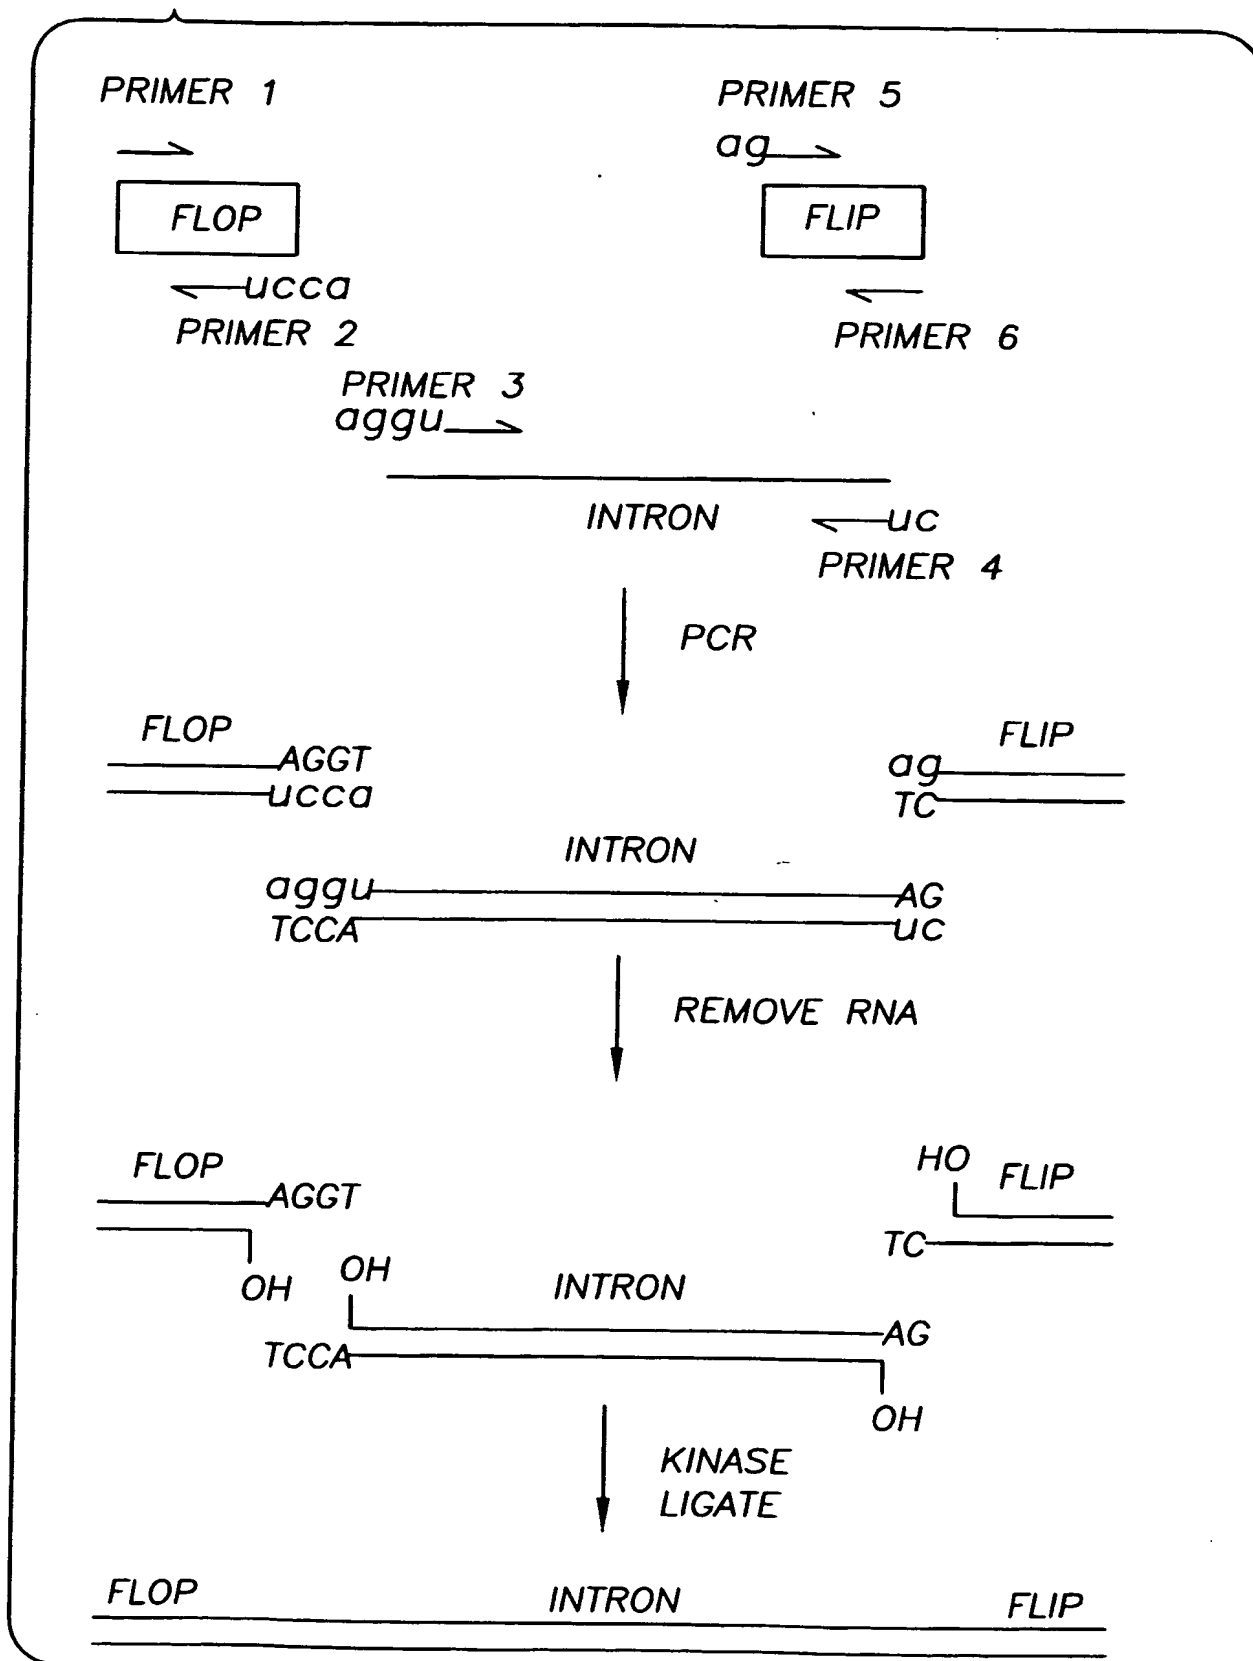 PRIMER 1
PRIMER 5
ag
FLOP
FLIP
ucca
PRIMER 2
PRIMER 6
PRIMER 3
aggu
INTRON
uc
PRIMER 4
PCR
FLOP
AGGT
ucca
FLIP
ag
TC
INTRON
aggu
AG
TCCA
uc
REMOVE RNA
FLOP
AGGT
OH
HO
FLIP
TC
OH
INTRON
AG
TCCA
OH
KINASE
LIGATE
FLOP
INTRON
FLIP